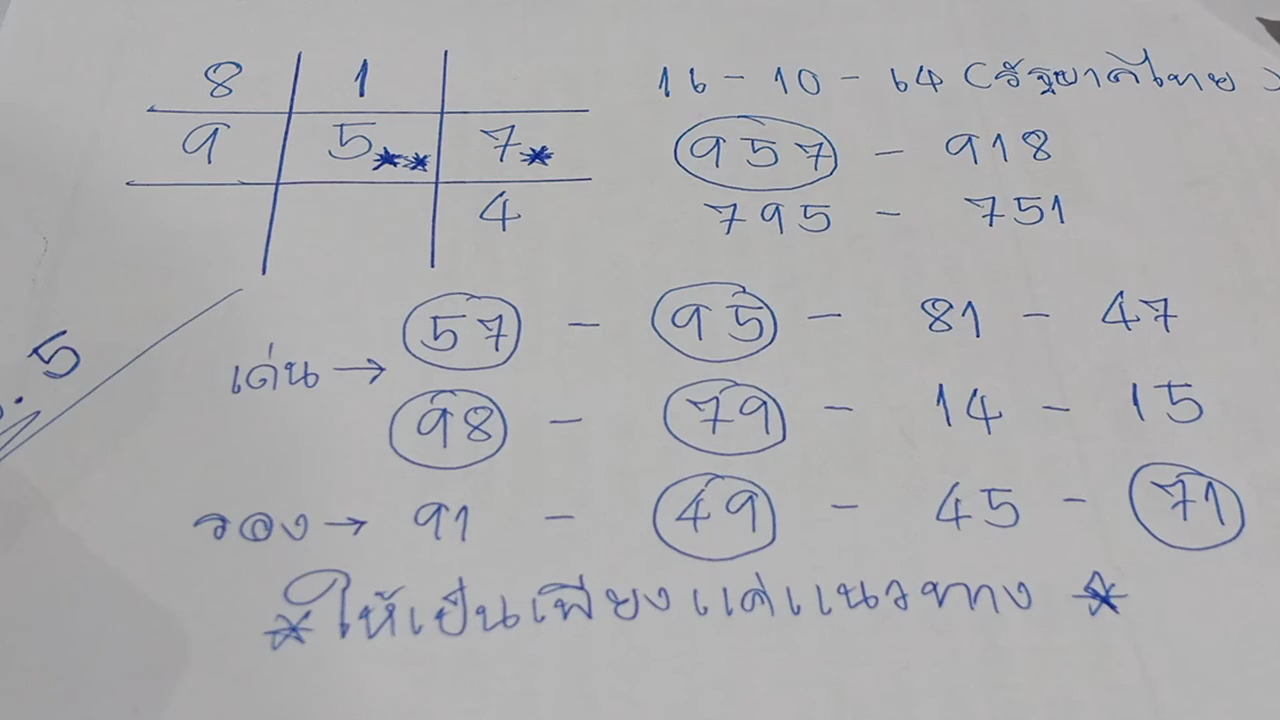 8 1
9 5** 7*
4
16 - 10 - 64 (รัฐบาลไทย)
957 - 918
795 - 751
5
เด่น → 57 - 95 - 81 - 47
98 - 79 - 14 - 15
รอง → 91 - 49 - 45 - 71
* ให้เป็นเพียงแค่แนวทาง *